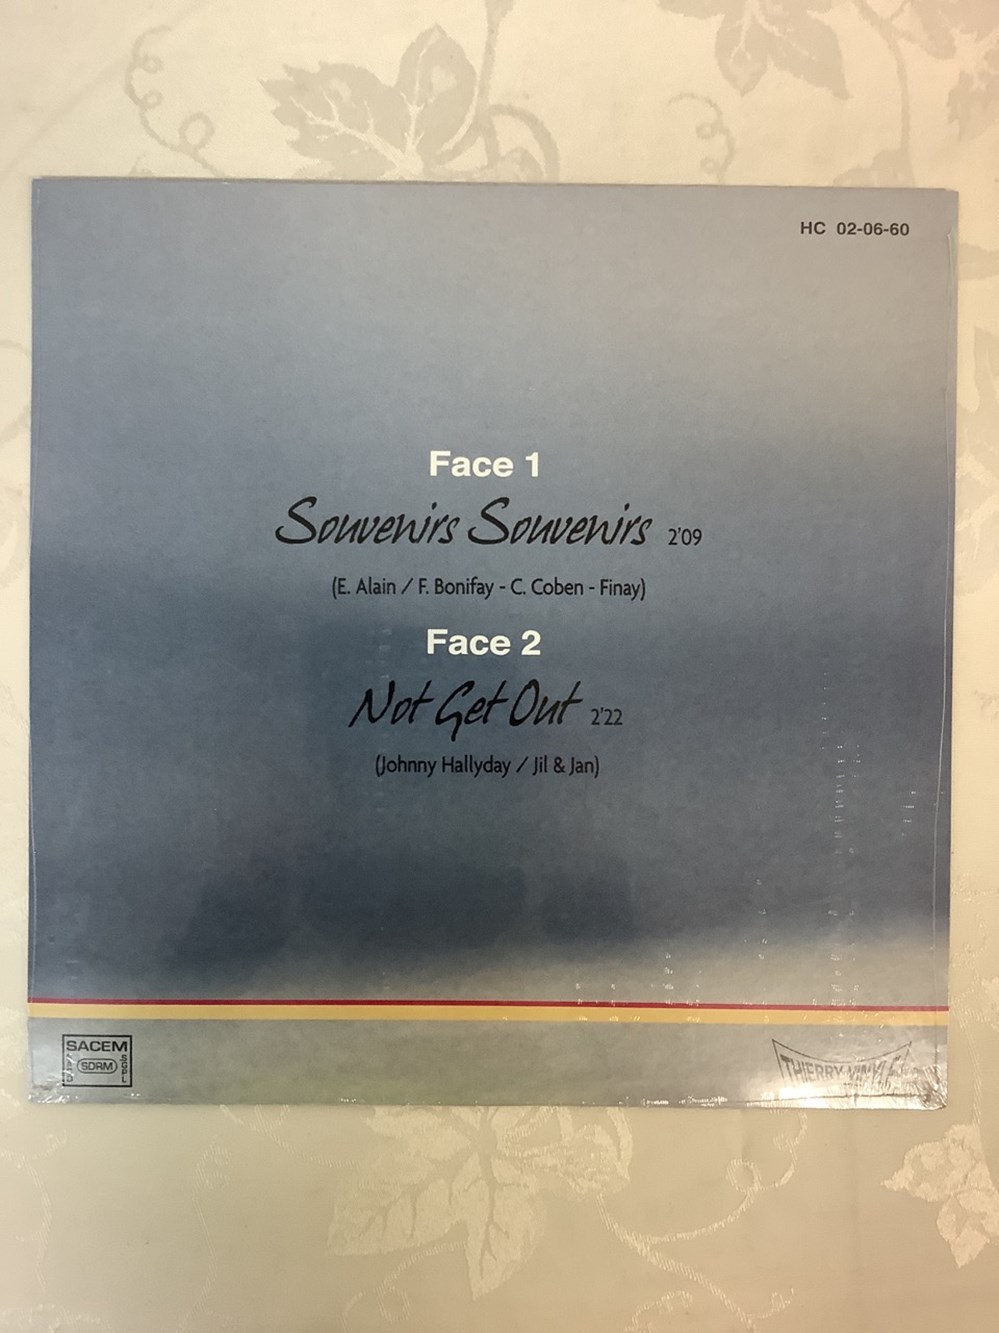 HC 02-06-60
Face 1
Souvenirs Souvenirs 2'09
(E. Alain / F. Bonifay - C. Coben - Finay)
Face 2
Not Get Out 2'22
(Johnny Hallyday / Jil & Jan)
SACEM
SDRM
THIERRY